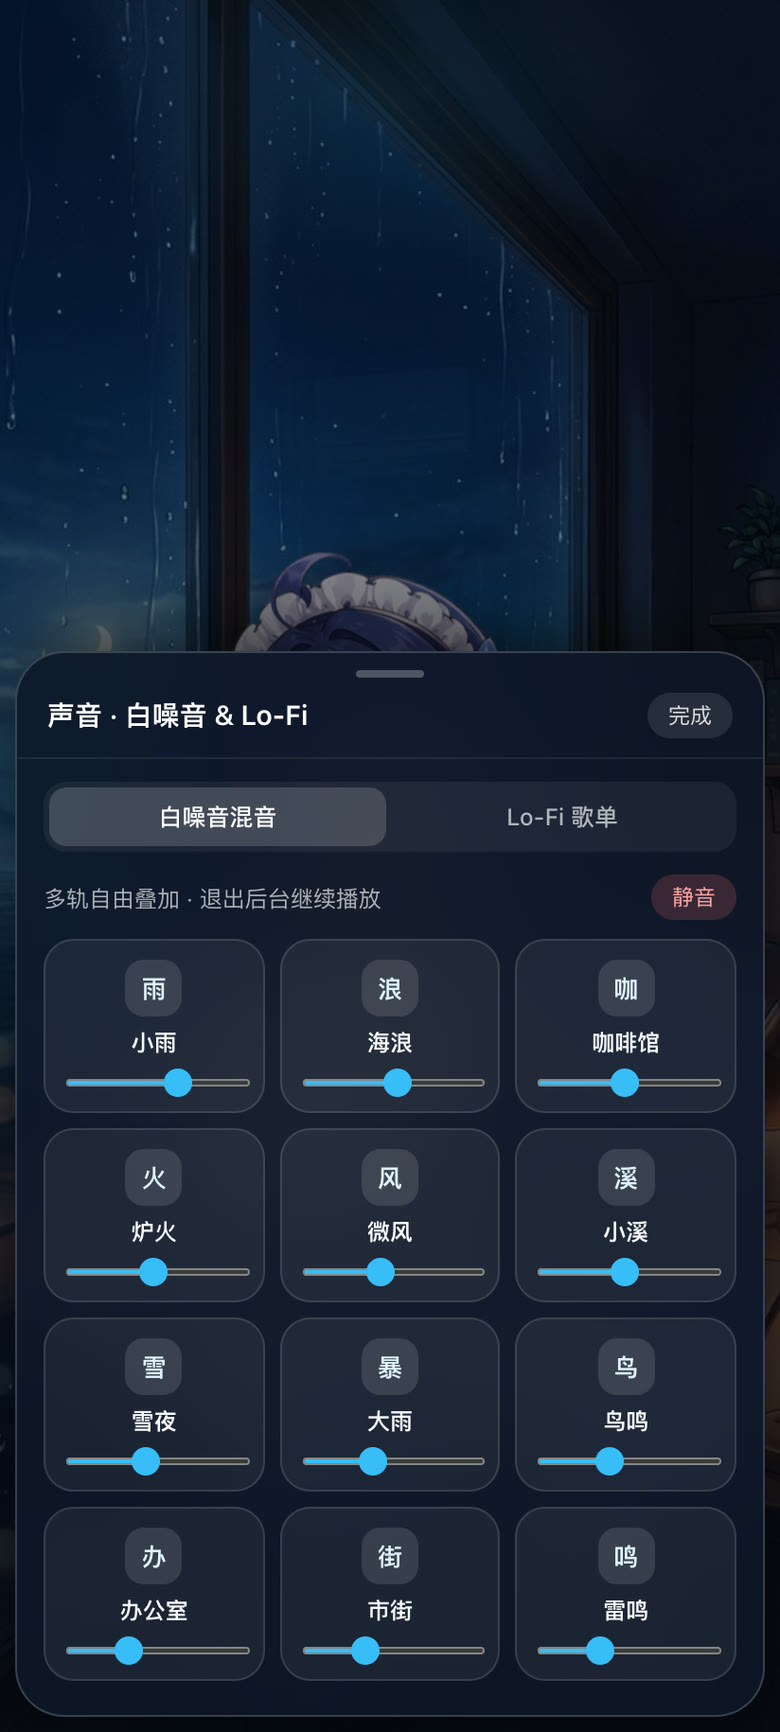 声音 · 白噪音 & Lo-Fi
完成
白噪音混音
Lo-Fi 歌单
多轨自由叠加 · 退出后台继续播放
静音
雨
浪
咖
小雨
海浪
咖啡馆
火
风
溪
炉火
微风
小溪
雪
暴
鸟
雪夜
大雨
鸟鸣
办
街
鸣
办公室
市街
雷鸣